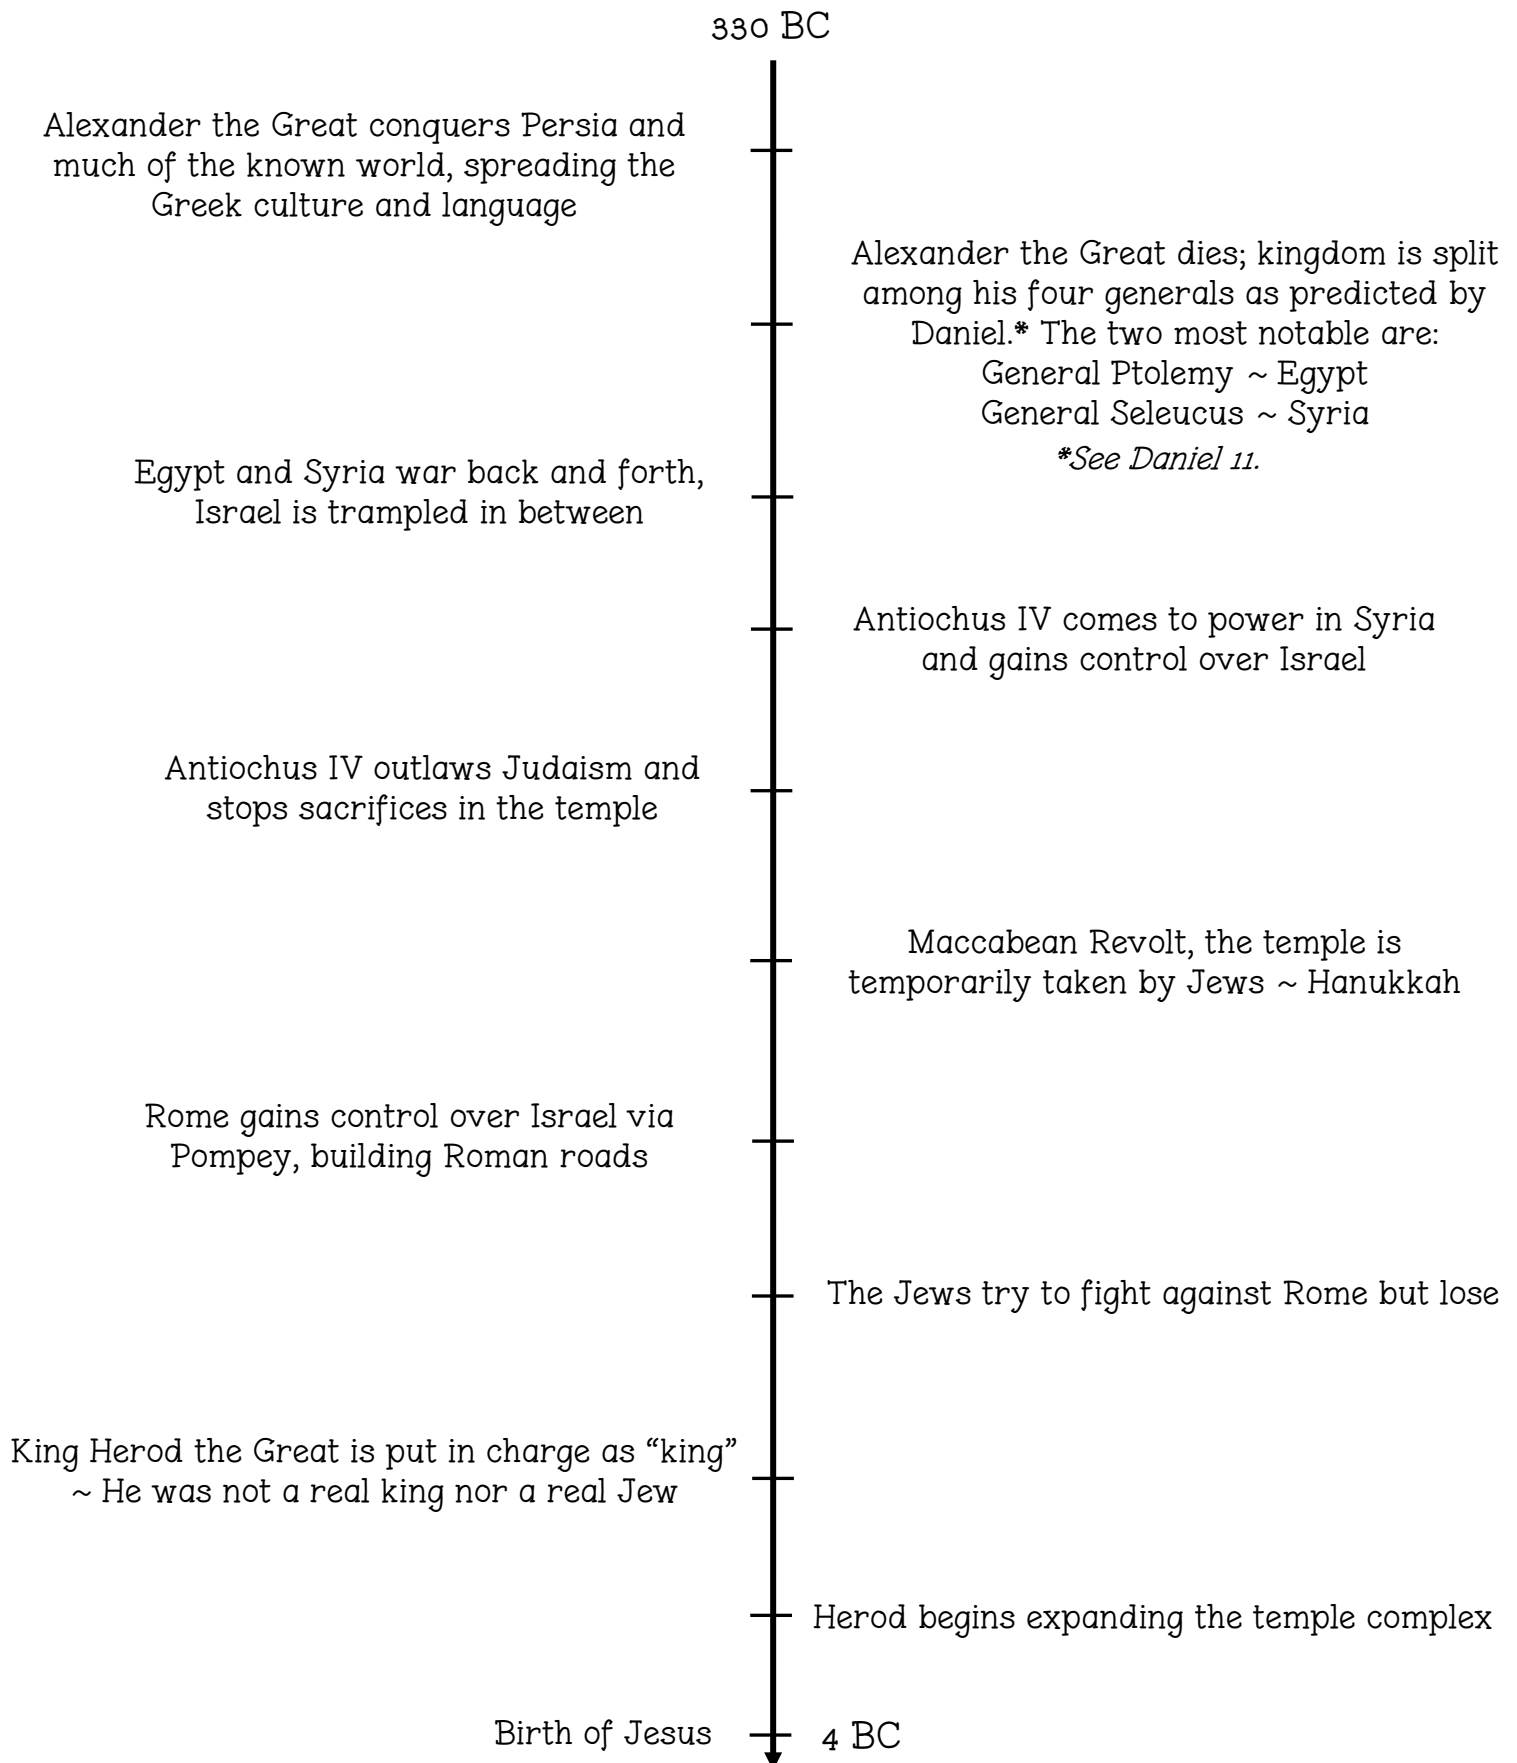 330 BC
Alexander the Great conquers Persia and
much of the known world, spreading the
Greek culture and language
Alexander the Great dies; kingdom is split
among his four generals as predicted by
Daniel.* The two most notable are:
General Ptolemy ~ Egypt
General Seleucus ~ Syria
*See Daniel 11.
Egypt and Syria war back and forth,
Israel is trampled in between
Antiochus IV comes to power in Syria
and gains control over Israel
Antiochus IV outlaws Judaism and
stops sacrifices in the temple
Maccabean Revolt, the temple is
temporarily taken by Jews ~ Hanukkah
Rome gains control over Israel via
Pompey, building Roman roads
The Jews try to fight against Rome but lose
King Herod the Great is put in charge as “king”
~ He was not a real king nor a real Jew
Herod begins expanding the temple complex
Birth of Jesus
4 BC